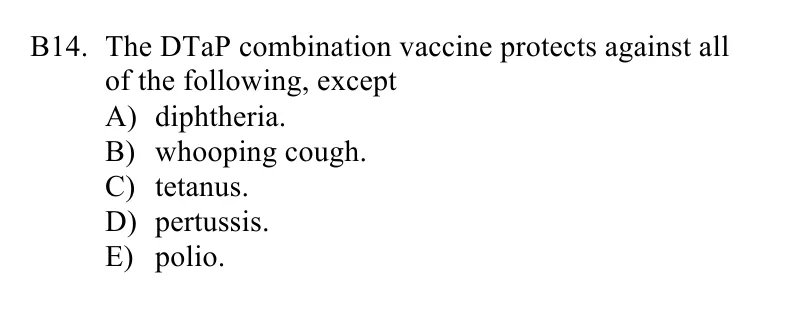 B14. The DTaP combination vaccine protects against all
of the following, except
A) diphtheria.
B) whooping cough.
C) tetanus.
D) pertussis.
E) polio.